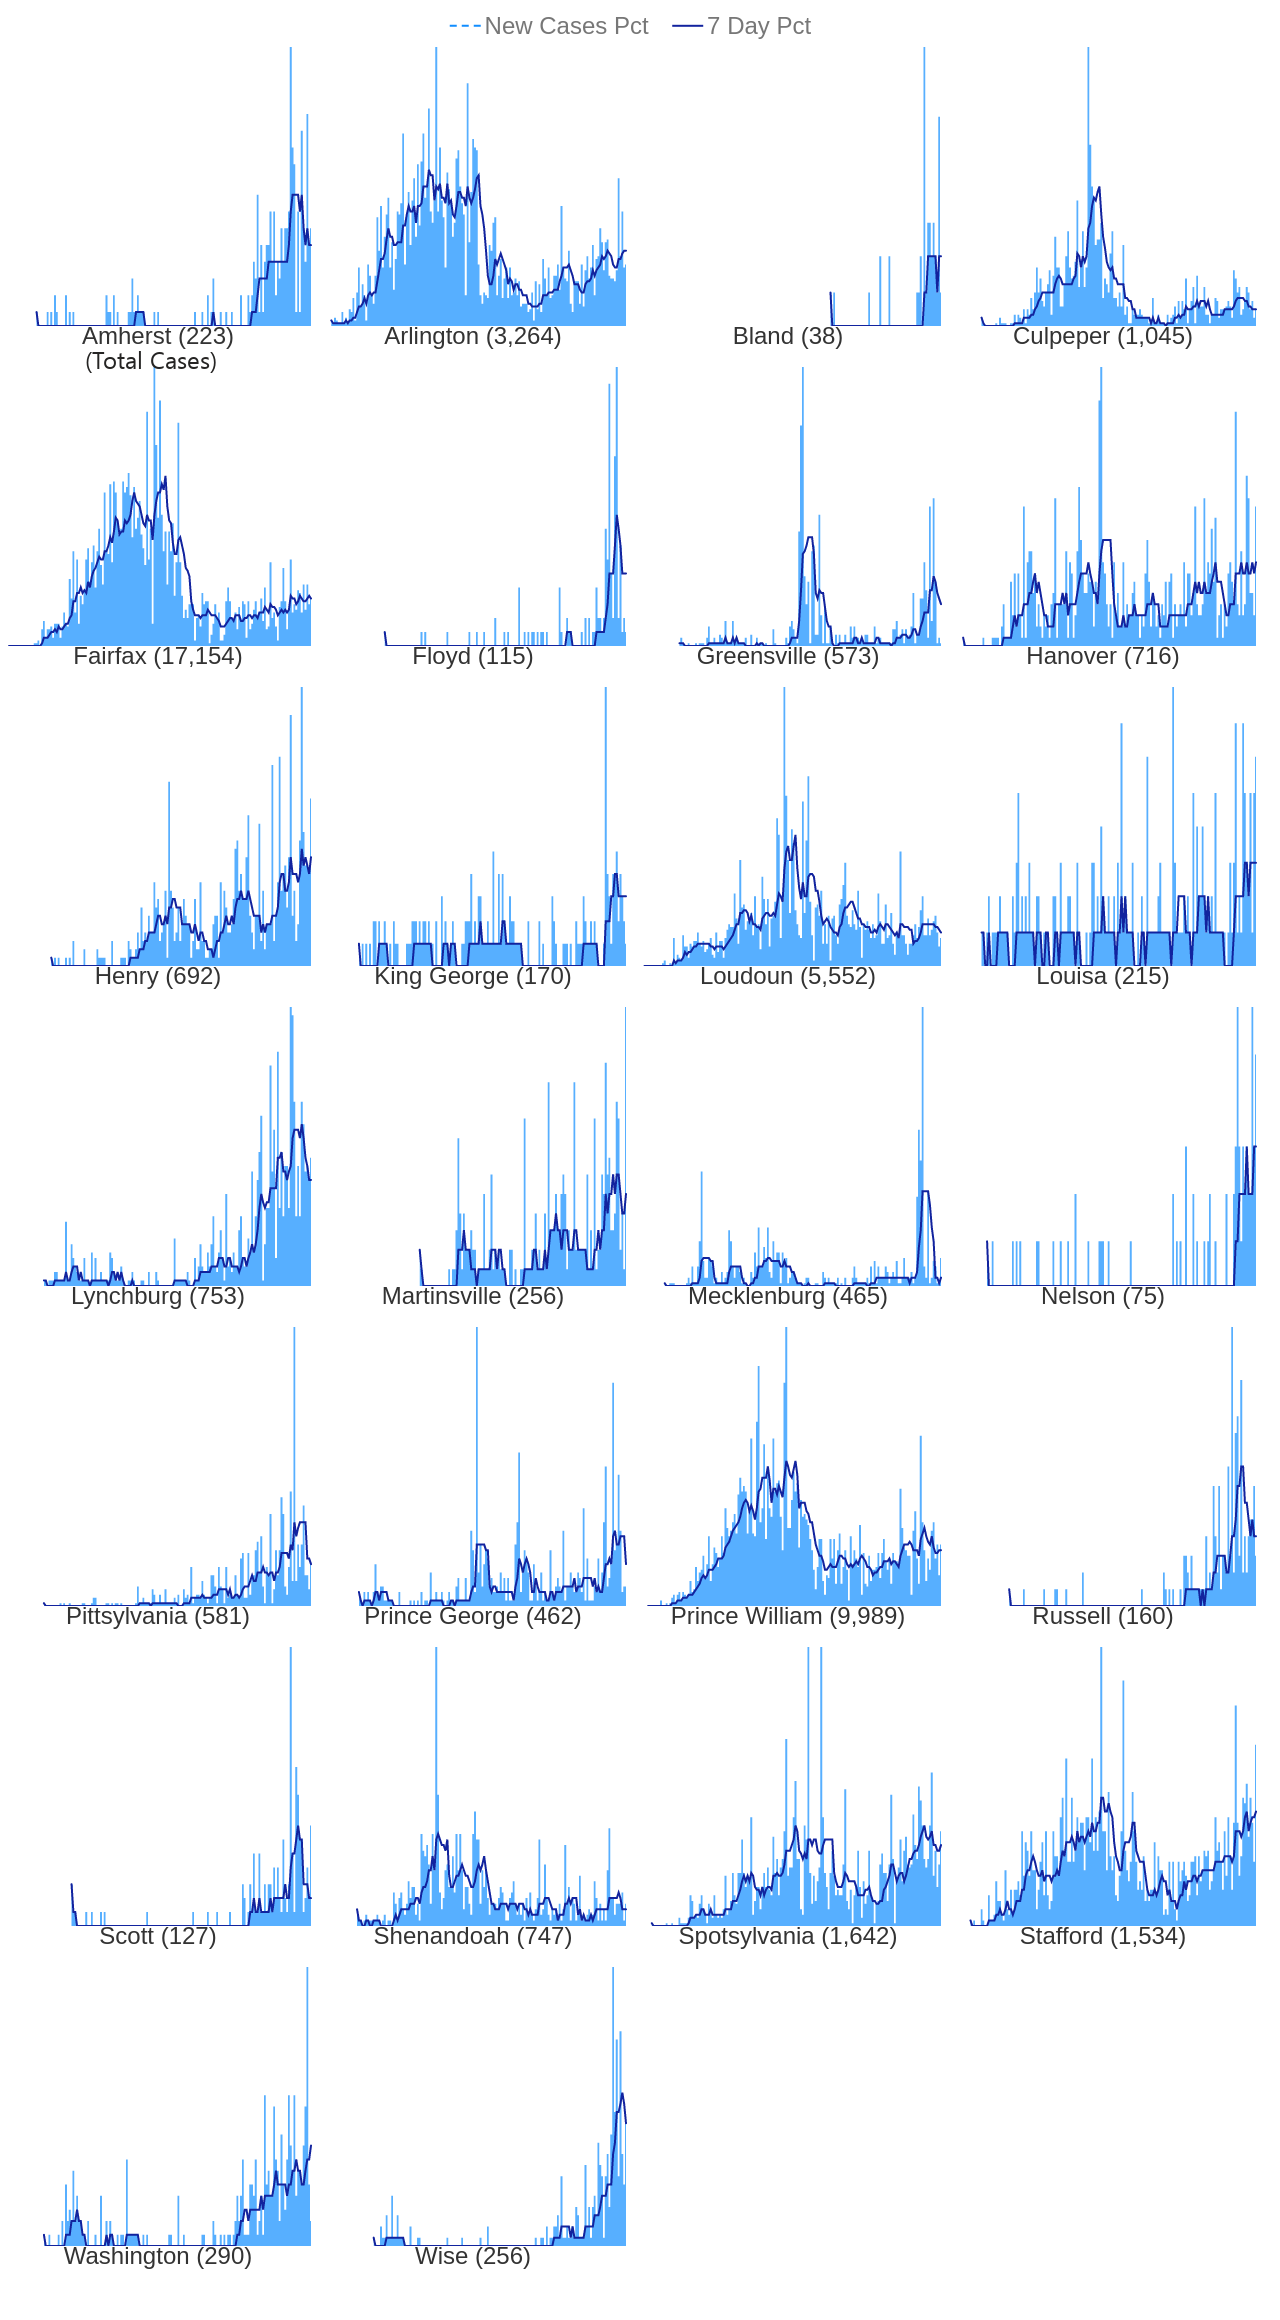 New Cases Pct 7 Day Pct
Amherst (223) Arlington (3,264) Bland (38) Culpeper (1,045)
(Total Cases)
Fairfax (17,154) Floyd (115) Greensville (573) Hanover (716)
Henry (692) King George (170) Loudoun (5,552) Louisa (215)
Lynchburg (753) Martinsville (256) Mecklenburg (465) Nelson (75)
Pittsylvania (581) Prince George (462) Prince William (9,989) Russell (160)
Scott (127) Shenandoah (747) Spotsylvania (1,642) Stafford (1,534)
Washington (290) Wise (256)